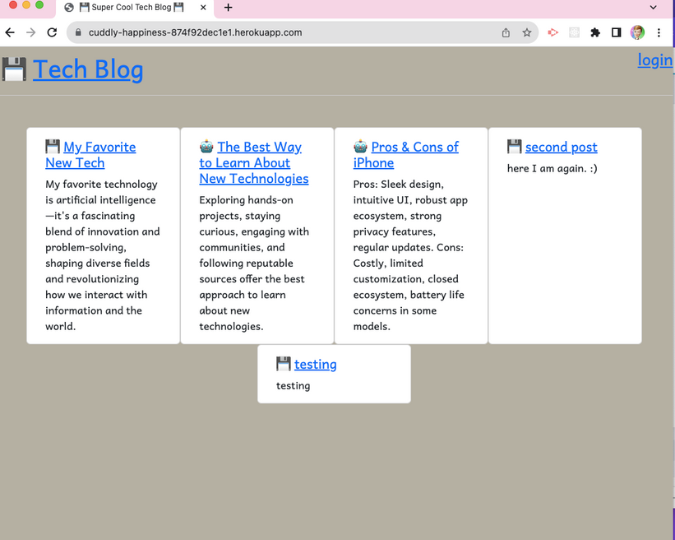 Super Cool Tech Blog
cuddly-happiness-874f92dec1e1.herokuapp.com
Tech Blog
login
My Favorite
New Tech
My favorite technology
is artificial intelligence
—it's a fascinating
blend of innovation and
problem-solving,
shaping diverse fields
and revolutionizing
how we interact with
information and the
world.
The Best Way
to Learn About
New Technologies
Exploring hands-on
projects, staying
curious, engaging with
communities, and
following reputable
sources offer the best
approach to learn
about new
technologies.
Pros & Cons of
iPhone
Pros: Sleek design,
intuitive UI, robust app
ecosystem, strong
privacy features,
regular updates. Cons:
Costly, limited
customization, closed
ecosystem, battery life
concerns in some
models.
second post
here I am again. :)
testing
testing